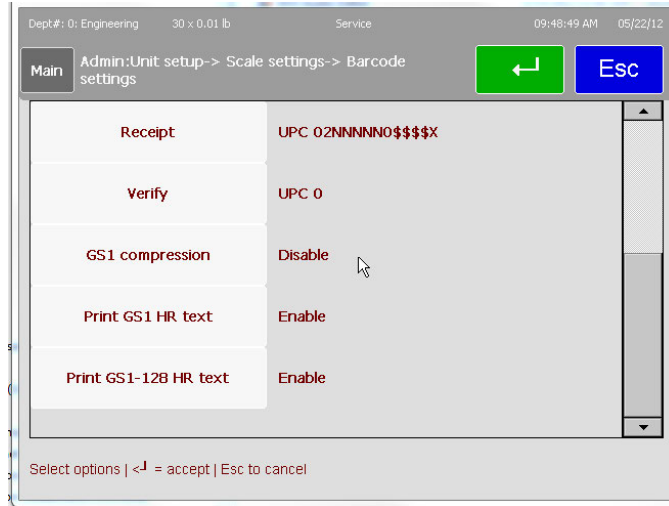 Dept#: 0: Engineering 30 x 0.01 lb Service 09:48:49 AM 05/22/12
Main Admin:Unit setup-> Scale settings-> Barcode
settings
Esc
Receipt UPC 02NNNNN0$$$$X
Verify UPC 0
GS1 compression Disable
Print GS1 HR text Enable
Print GS1-128 HR text Enable
Select options | <┘ = accept | Esc to cancel